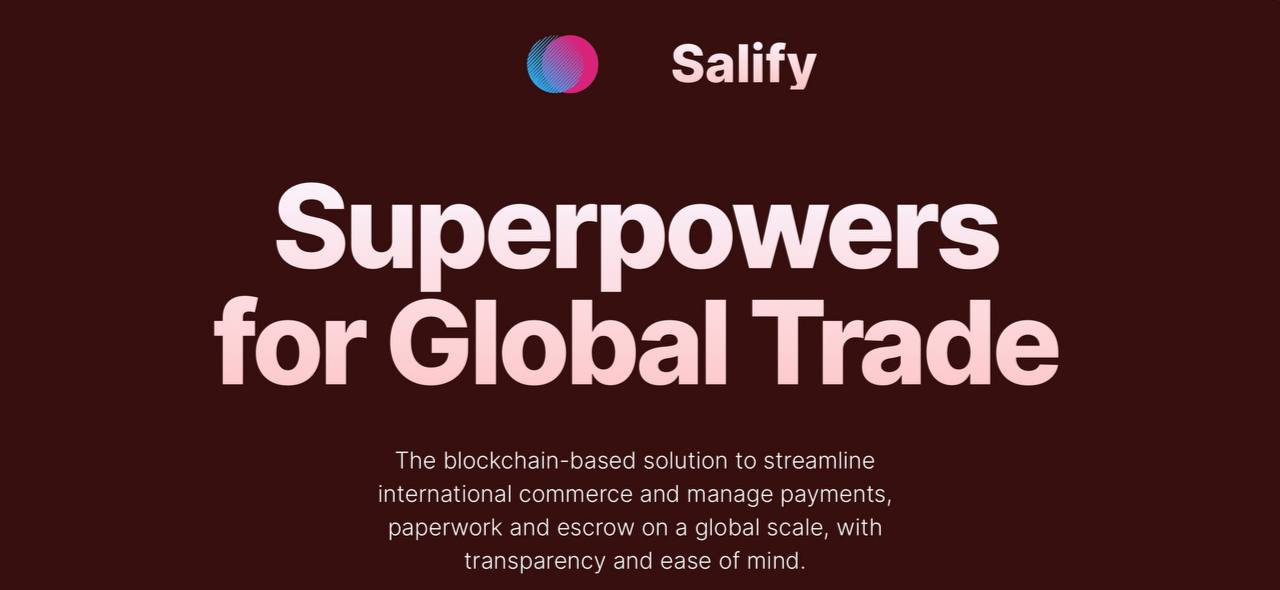 Salify
Superpowers
for Global Trade
The blockchain-based solution to streamline
international commerce and manage payments,
paperwork and escrow on a global scale, with
transparency and ease of mind.